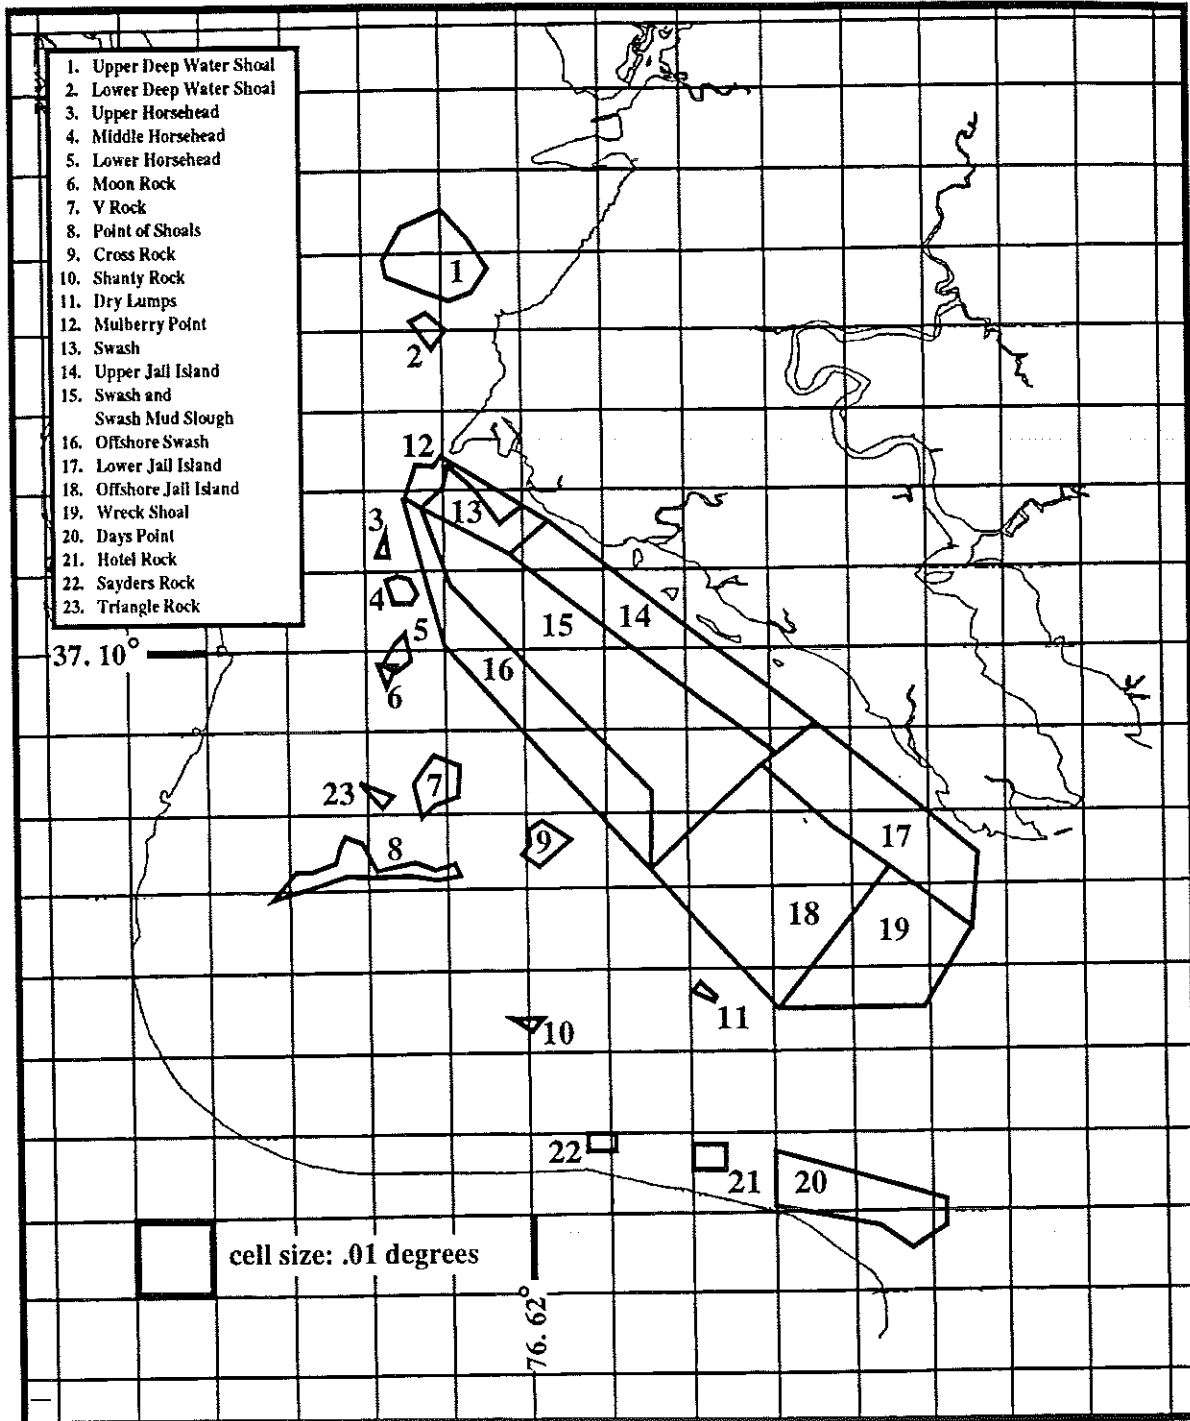 1. Upper Deep Water Shoal
2. Lower Deep Water Shoal
3. Upper Horsehead
4. Middle Horsehead
5. Lower Horsehead
6. Moon Rock
7. V Rock
8. Point of Shoals
9. Cross Rock
10. Shanty Rock
11. Dry Lumps
12. Mulberry Point
13. Swash
14. Upper Jail Island
15. Swash and
Swash Mud Slough
16. Offshore Swash
17. Lower Jail Island
18. Offshore Jail Island
19. Wreck Shoal
20. Days Point
21. Hotel Rock
22. Sayders Rock
23. Triangle Rock
1
2
12
13
3
4
14
15
5
37. 10°
16
6
7
23
17
9
8
18
19
11
10
22
21
20
cell size: .01 degrees
76. 62°